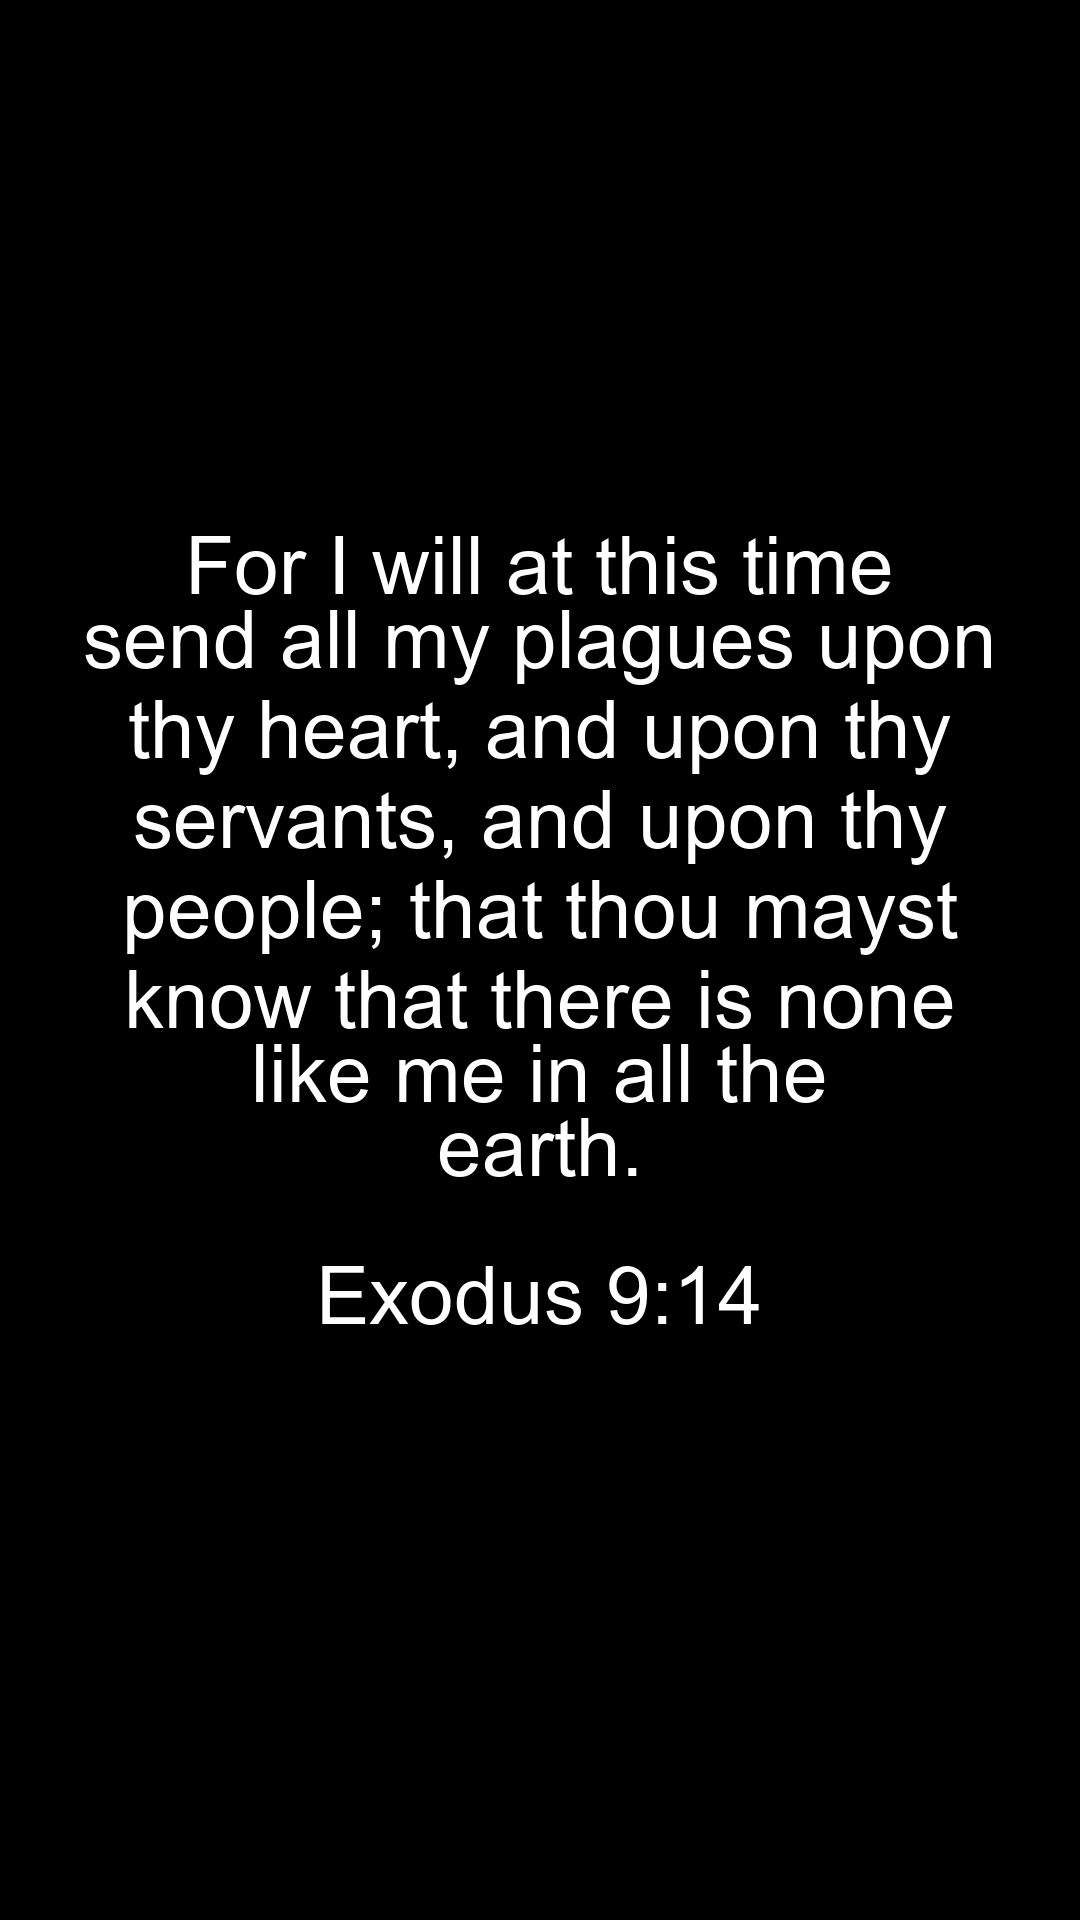 For I will at this time
send all my plagues upon
thy heart, and upon thy
servants, and upon thy
people; that thou mayst
know that there is none
like me in all the
earth.
Exodus 9:14